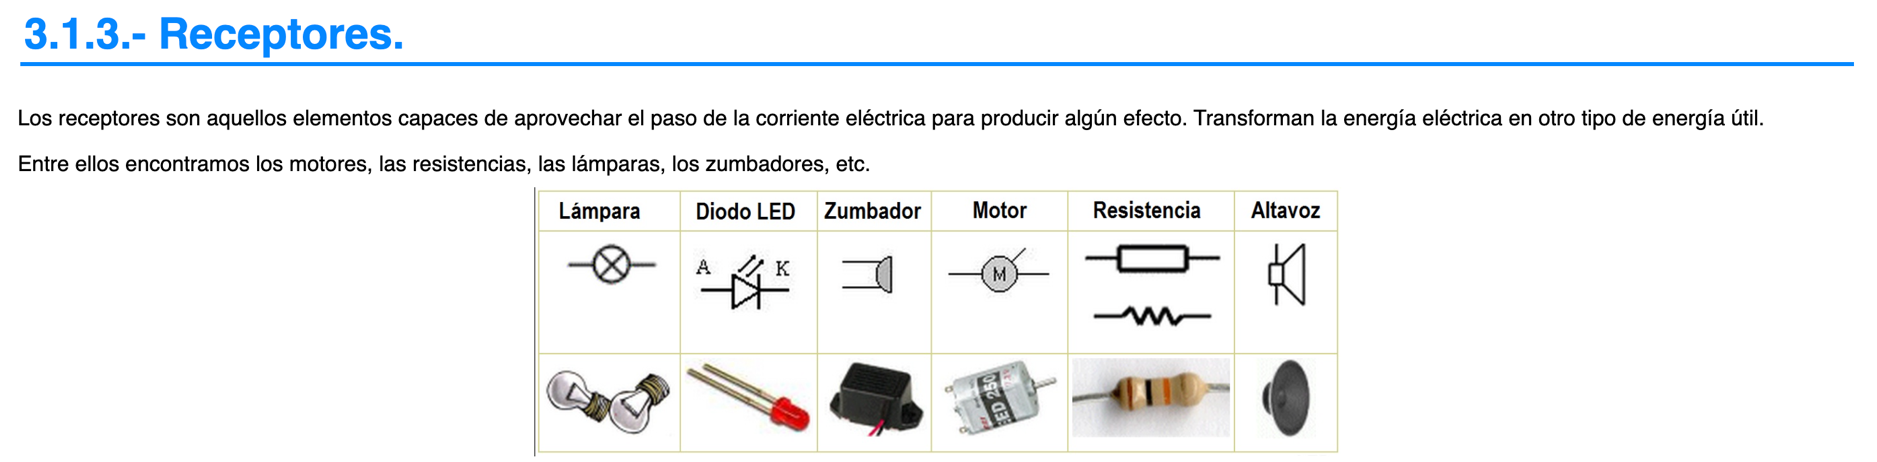 3.1.3.- Receptores.
Los receptores son aquellos elementos capaces de aprovechar el paso de la corriente eléctrica para producir algún efecto. Transforman la energía eléctrica en otro tipo de energía útil.
Entre ellos encontramos los motores, las resistencias, las lámparas, los zumbadores, etc.
Lámpara Diodo LED Zumbador Motor Resistencia Altavoz
A K M
250